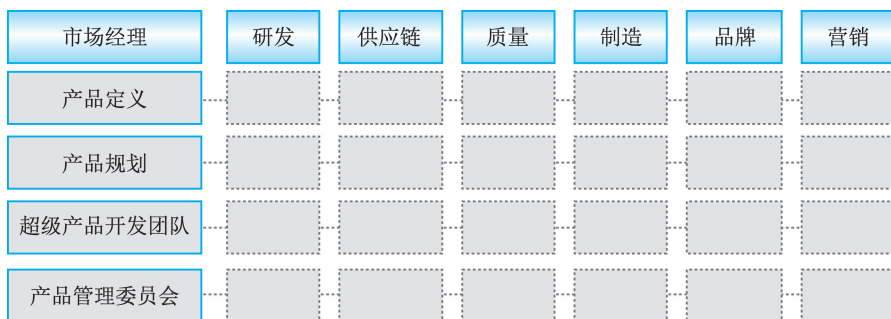 市场经理 研发 供应链 质量 制造 品牌 营销
产品定义
产品规划
超级产品开发团队
产品管理委员会